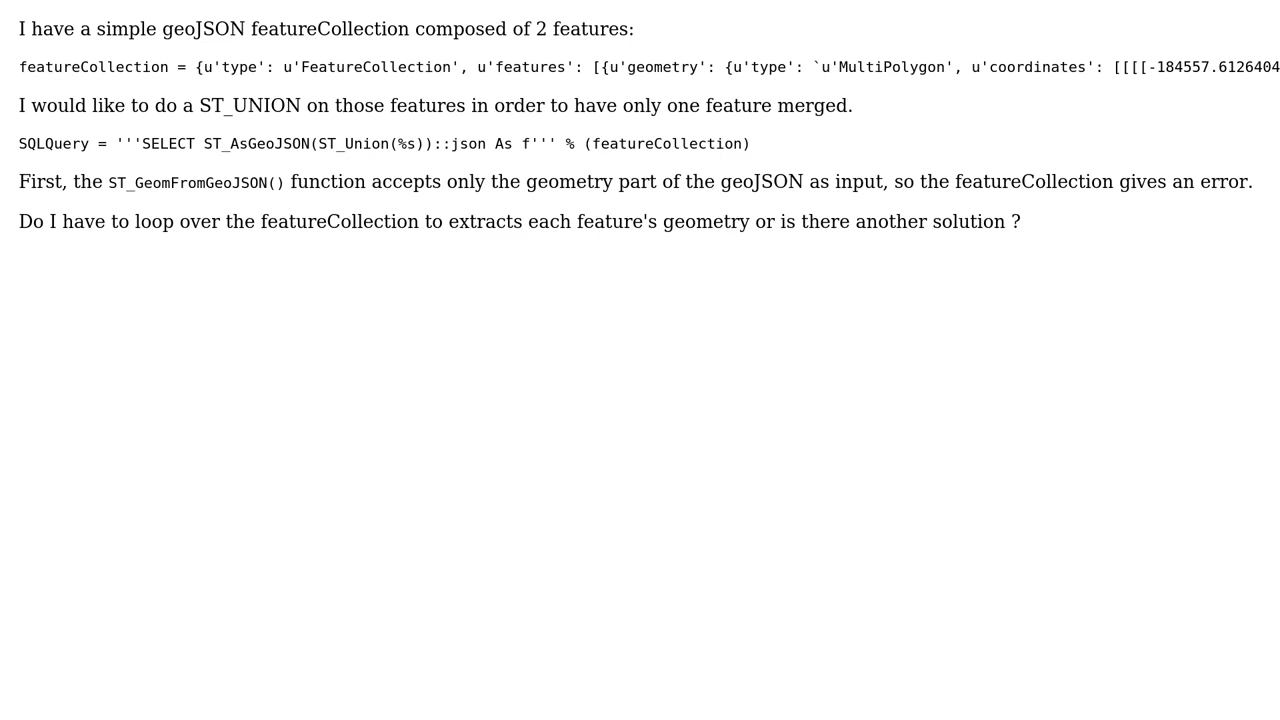 I have a simple geoJSON featureCollection composed of 2 features:
featureCollection = {u'type': u'FeatureCollection', u'features': [{u'geometry': {u'type': `u'MultiPolygon', u'coordinates': [[[[-184557.6126404
I would like to do a ST_UNION on those features in order to have only one feature merged.
SQLQuery = '''SELECT ST_AsGeoJSON(ST_Union(%s))::json As f''' % (featureCollection)
First, the ST_GeomFromGeoJSON() function accepts only the geometry part of the geoJSON as input, so the featureCollection gives an error.
Do I have to loop over the featureCollection to extracts each feature's geometry or is there another solution ?